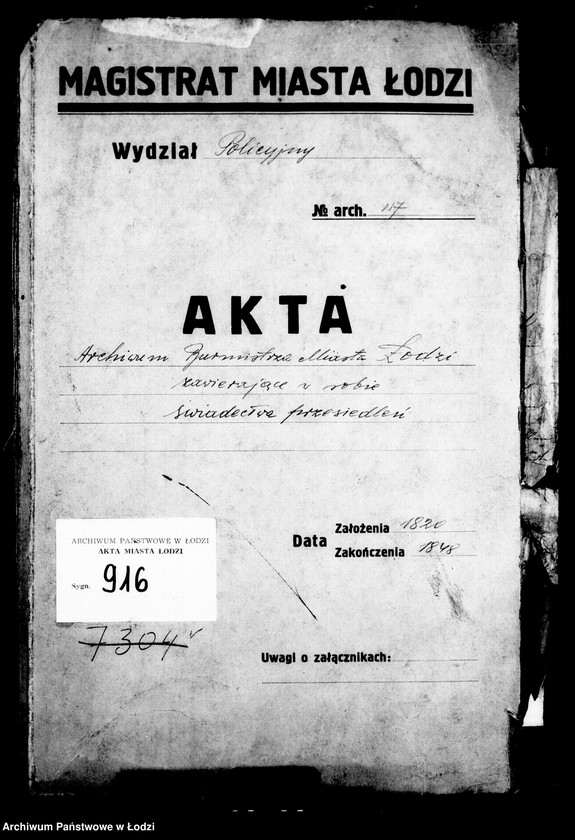 MAGISTRAT MIASTA ŁODZI
Wydział Policyjny
№ arch. 117
AKTA
Archiwum Burmistrza Miasta Łodzi
zawierające w sobie
świadectwa przesiedleń
Data
Założenia 1820
Zakończenia 1848
ARCHIWUM PAŃSTWOWE W ŁODZI
AKTA MIASTA ŁODZI
Sygn. 916
7304
Uwagi o załącznikach:
Archiwum Państwowe w Łodzi